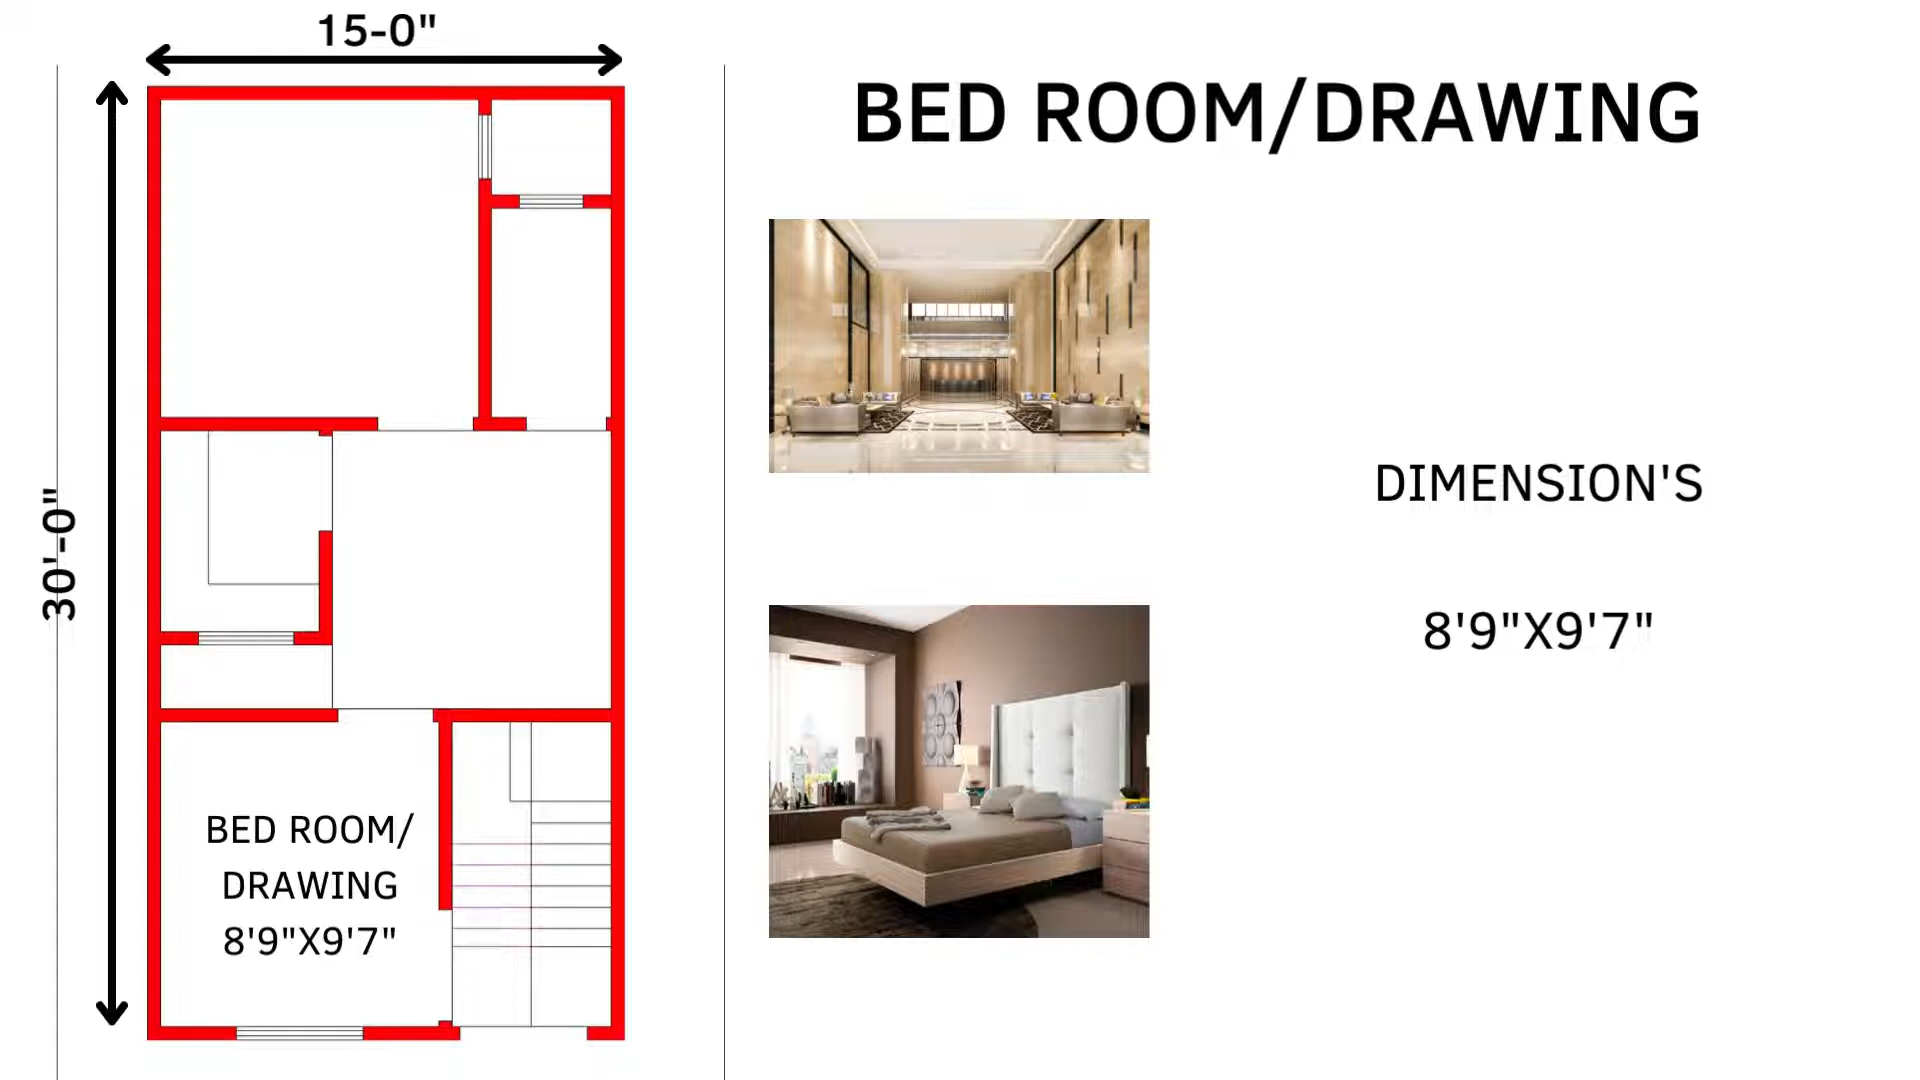 15-0"
BED ROOM/DRAWING
30'-0"
DIMENSION'S
8'9"X9'7"
BED ROOM/
DRAWING
8'9"X9'7"